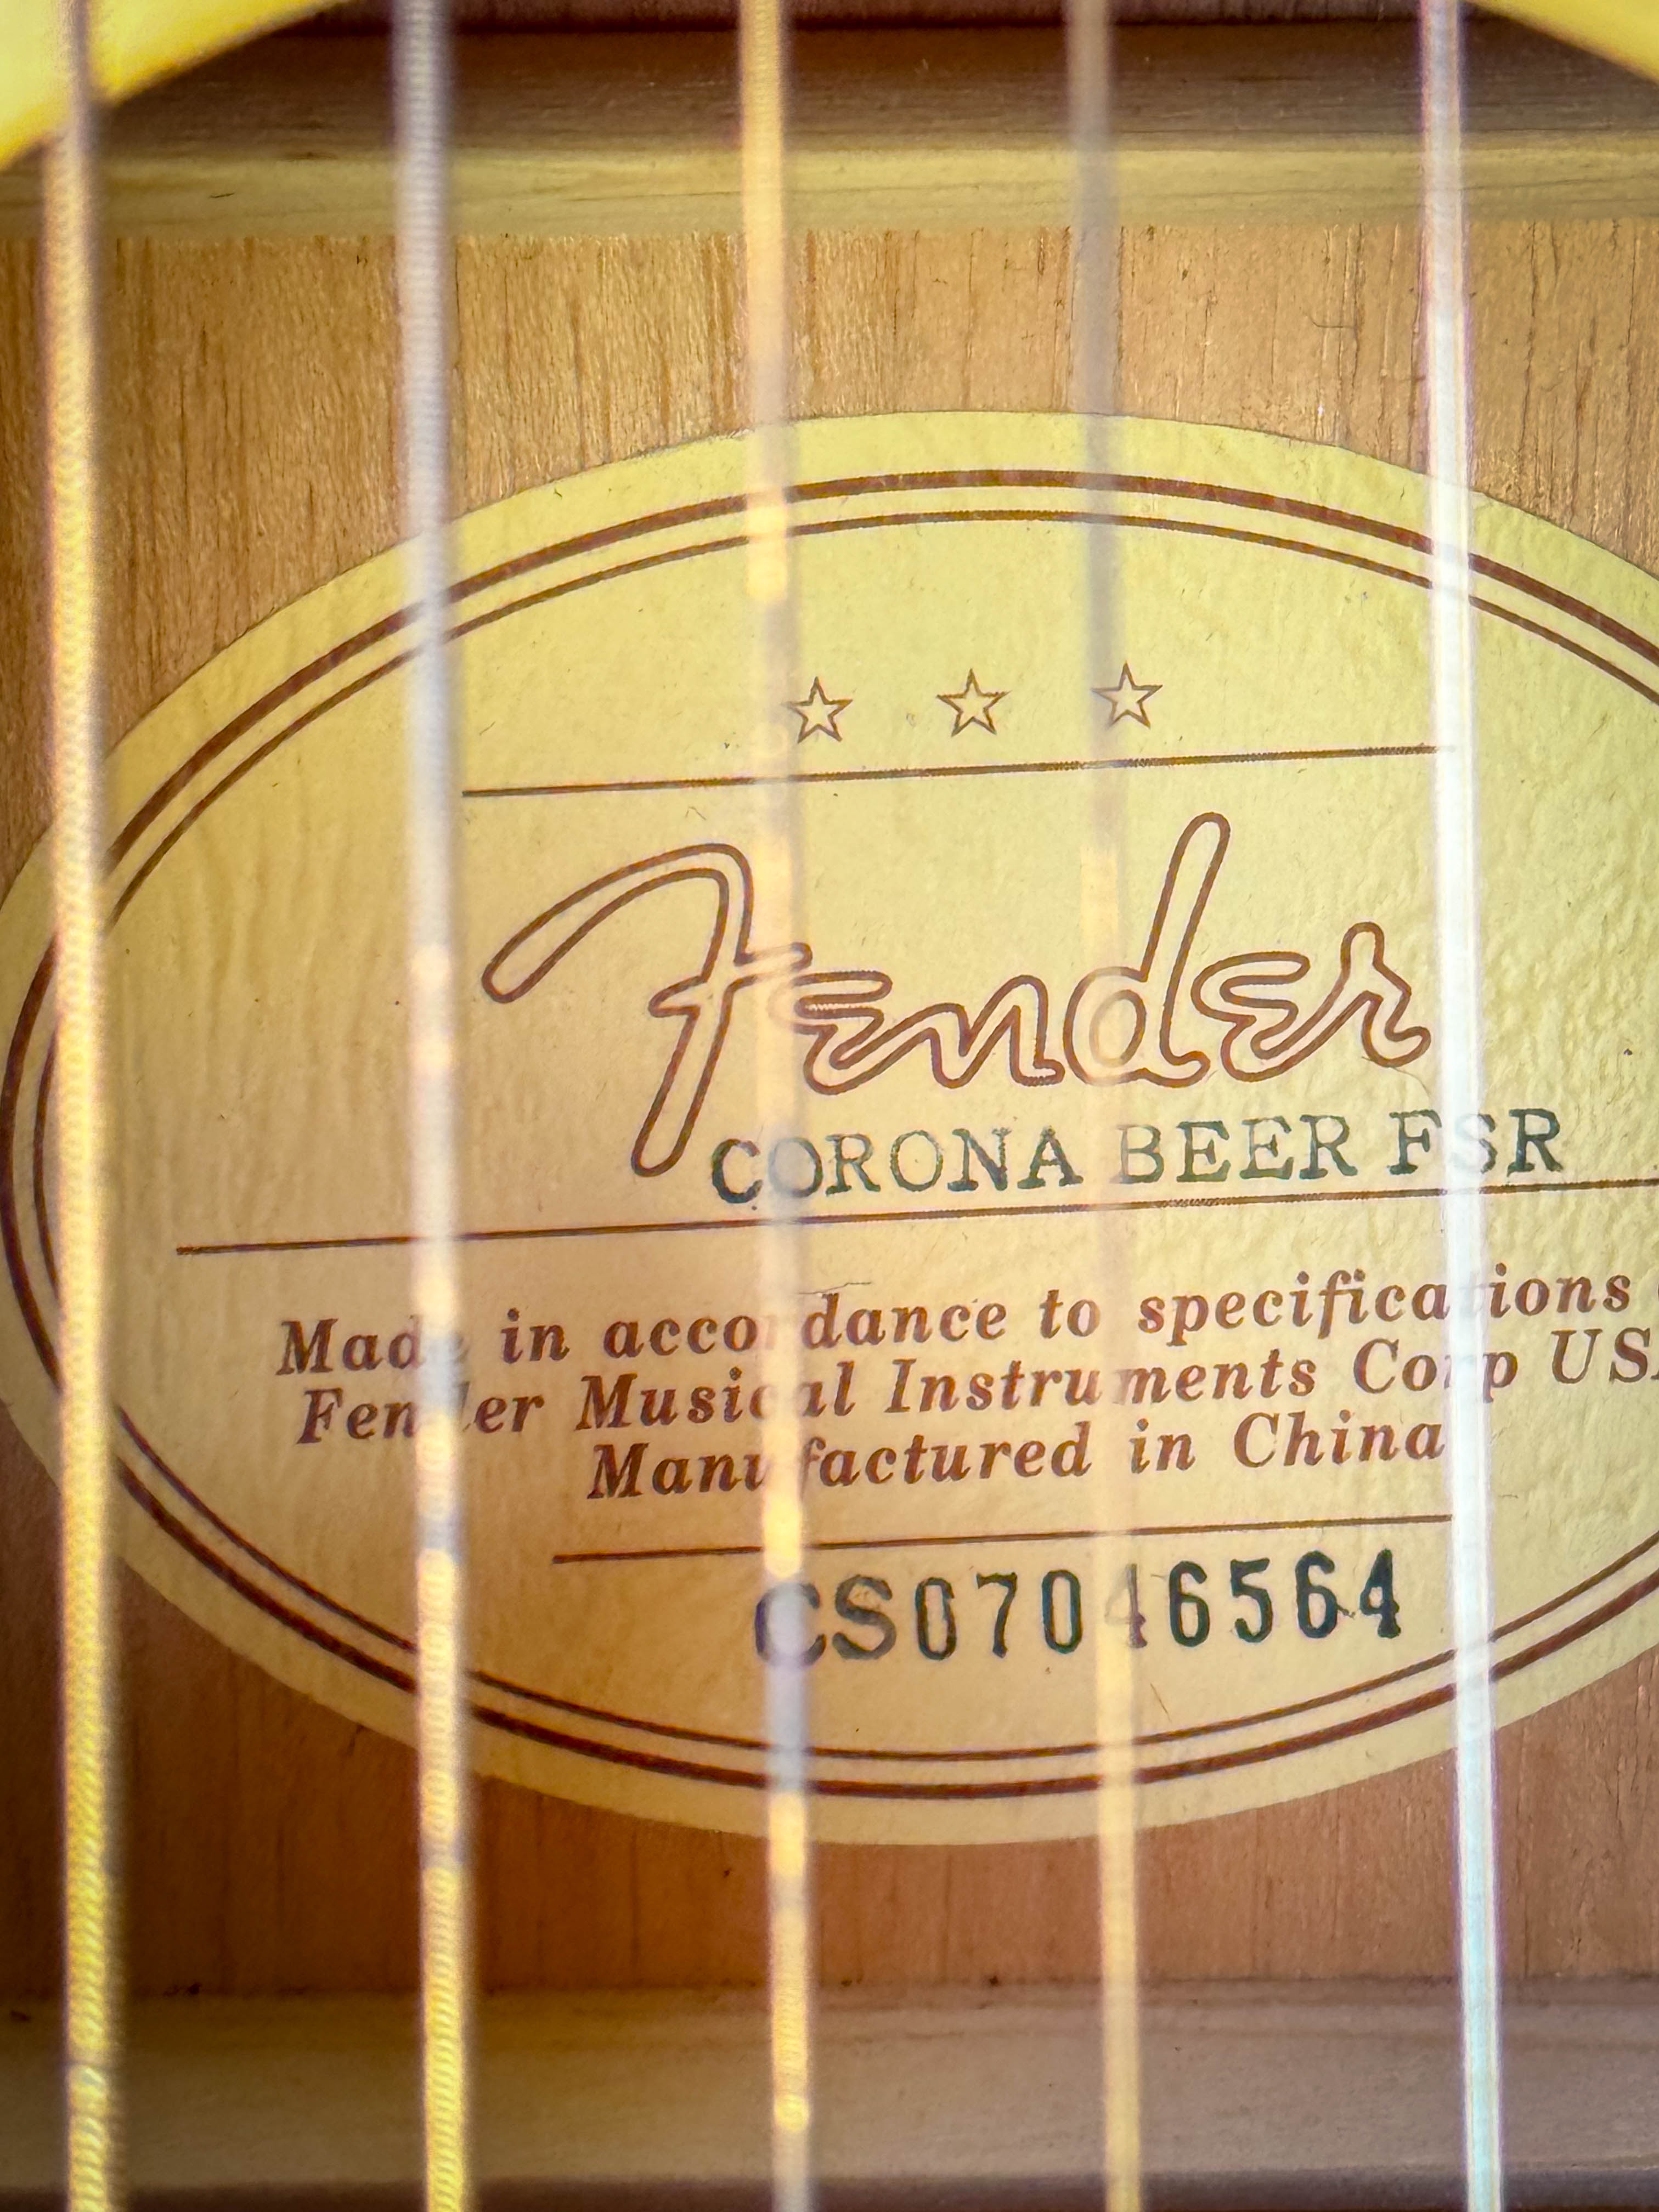 Fender
CORONA BEER FSR
Made in accordance to specifications
Fender Musical Instruments Corp
Manufactured in China
CS07046564